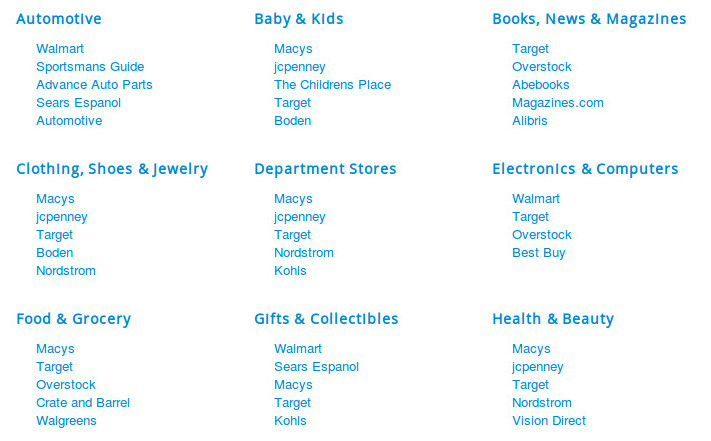 Automotive
Walmart
Sportsmans Guide
Advance Auto Parts
Sears Espanol
Automotive
Baby & Kids
Macys
jcpenney
The Childrens Place
Target
Boden
Books, News & Magazines
Target
Overstock
Abebooks
Magazines.com
Alibris
Clothing, Shoes & Jewelry
Macys
jcpenney
Target
Boden
Nordstrom
Department Stores
Macys
jcpenney
Target
Nordstrom
Kohls
Electronics & Computers
Walmart
Target
Overstock
Best Buy
Food & Grocery
Macys
Target
Overstock
Crate and Barrel
Walgreens
Gifts & Collectibles
Walmart
Sears Espanol
Macys
Target
Kohls
Health & Beauty
Macys
jcpenney
Target
Nordstrom
Vision Direct